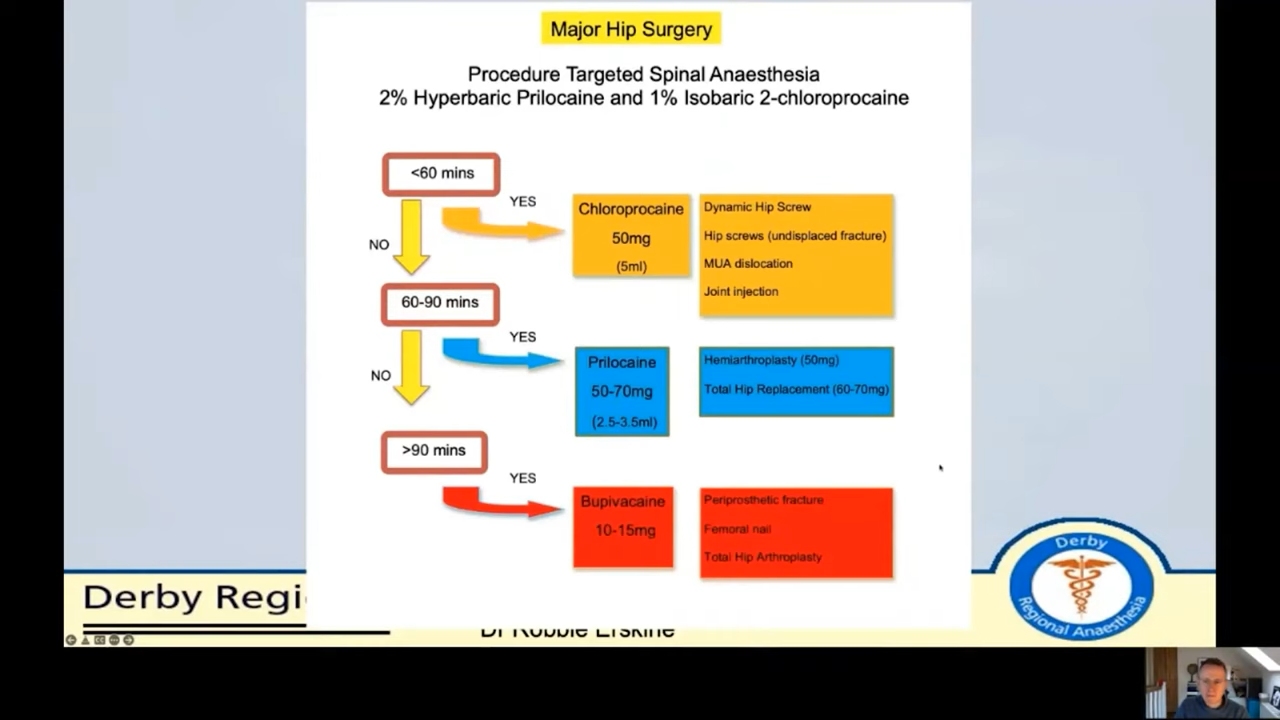 Major Hip Surgery
Procedure Targeted Spinal Anaesthesia
2% Hyperbaric Prilocaine and 1% Isobaric 2-chloroprocaine
<60 mins
YES
NO
Chloroprocaine
50mg
(5ml)
Dynamic Hip Screw
Hip screws (undisplaced fracture)
MUA dislocation
Joint injection
60-90 mins
YES
NO
Prilocaine
50-70mg
(2.5-3.5ml)
Hemiarthroplasty (50mg)
Total Hip Replacement (60-70mg)
>90 mins
YES
Bupivacaine
10-15mg
Periprosthetic fracture
Femoral nail
Total Hip Arthroplasty
Derby Regi
Dr Robbie Erskine
Derby
Regional Anaesthesia